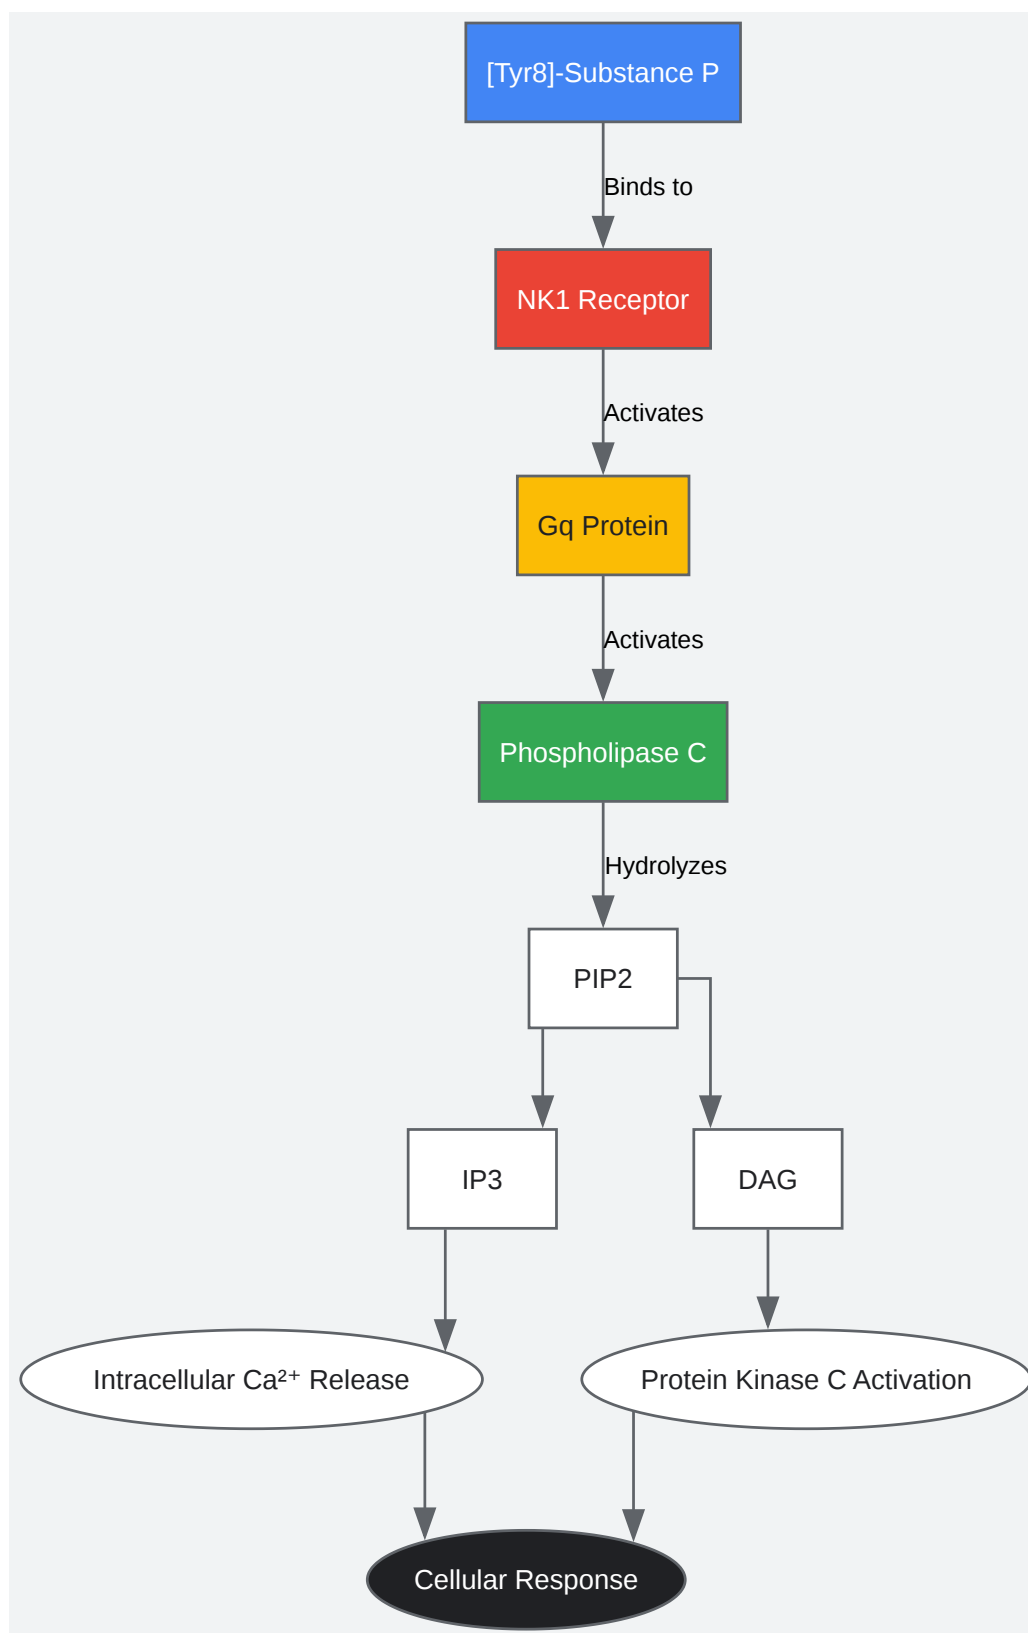 [Tyr8]-Substance P
Binds to
NK1 Receptor
Activates
Gq Protein
Activates
Phospholipase C
Hydrolyzes
PIP2
IP3
DAG
Intracellular Ca²⁺ Release
Protein Kinase C Activation
Cellular Response